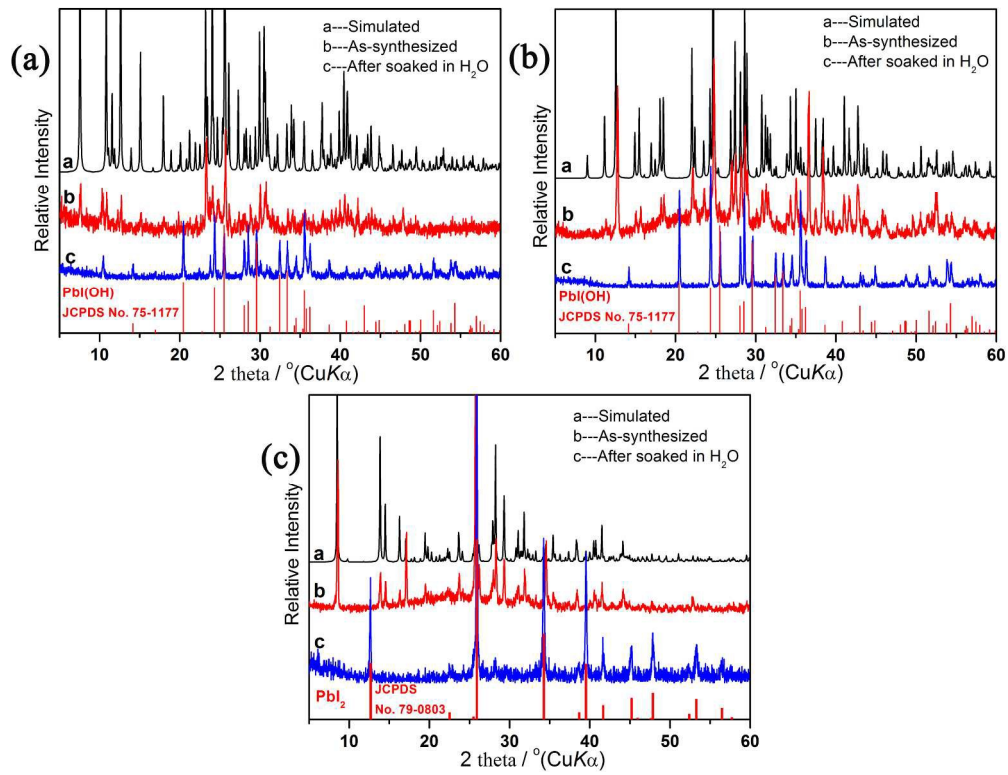 (a)
a---Simulated
b---As-synthesized
c---After soaked in H₂O
Relative Intensity
a
b
c
PbI(OH)
JCPDS No. 75-1177
10 20 30 40 50 60
2 theta / °(CuKα)
(b)
a---Simulated
b---As-synthesized
c---After soaked in H₂O
Relative Intensity
a
b
c
PbI(OH)
JCPDS No. 75-1177
10 20 30 40 50 60
2 theta / °(CuKα)
(c)
a---Simulated
b---As-synthesized
c---After soaked in H₂O
Relative Intensity
a
b
c
PbI₂
JCPDS
No. 79-0803
10 20 30 40 50 60
2 theta / °(CuKα)